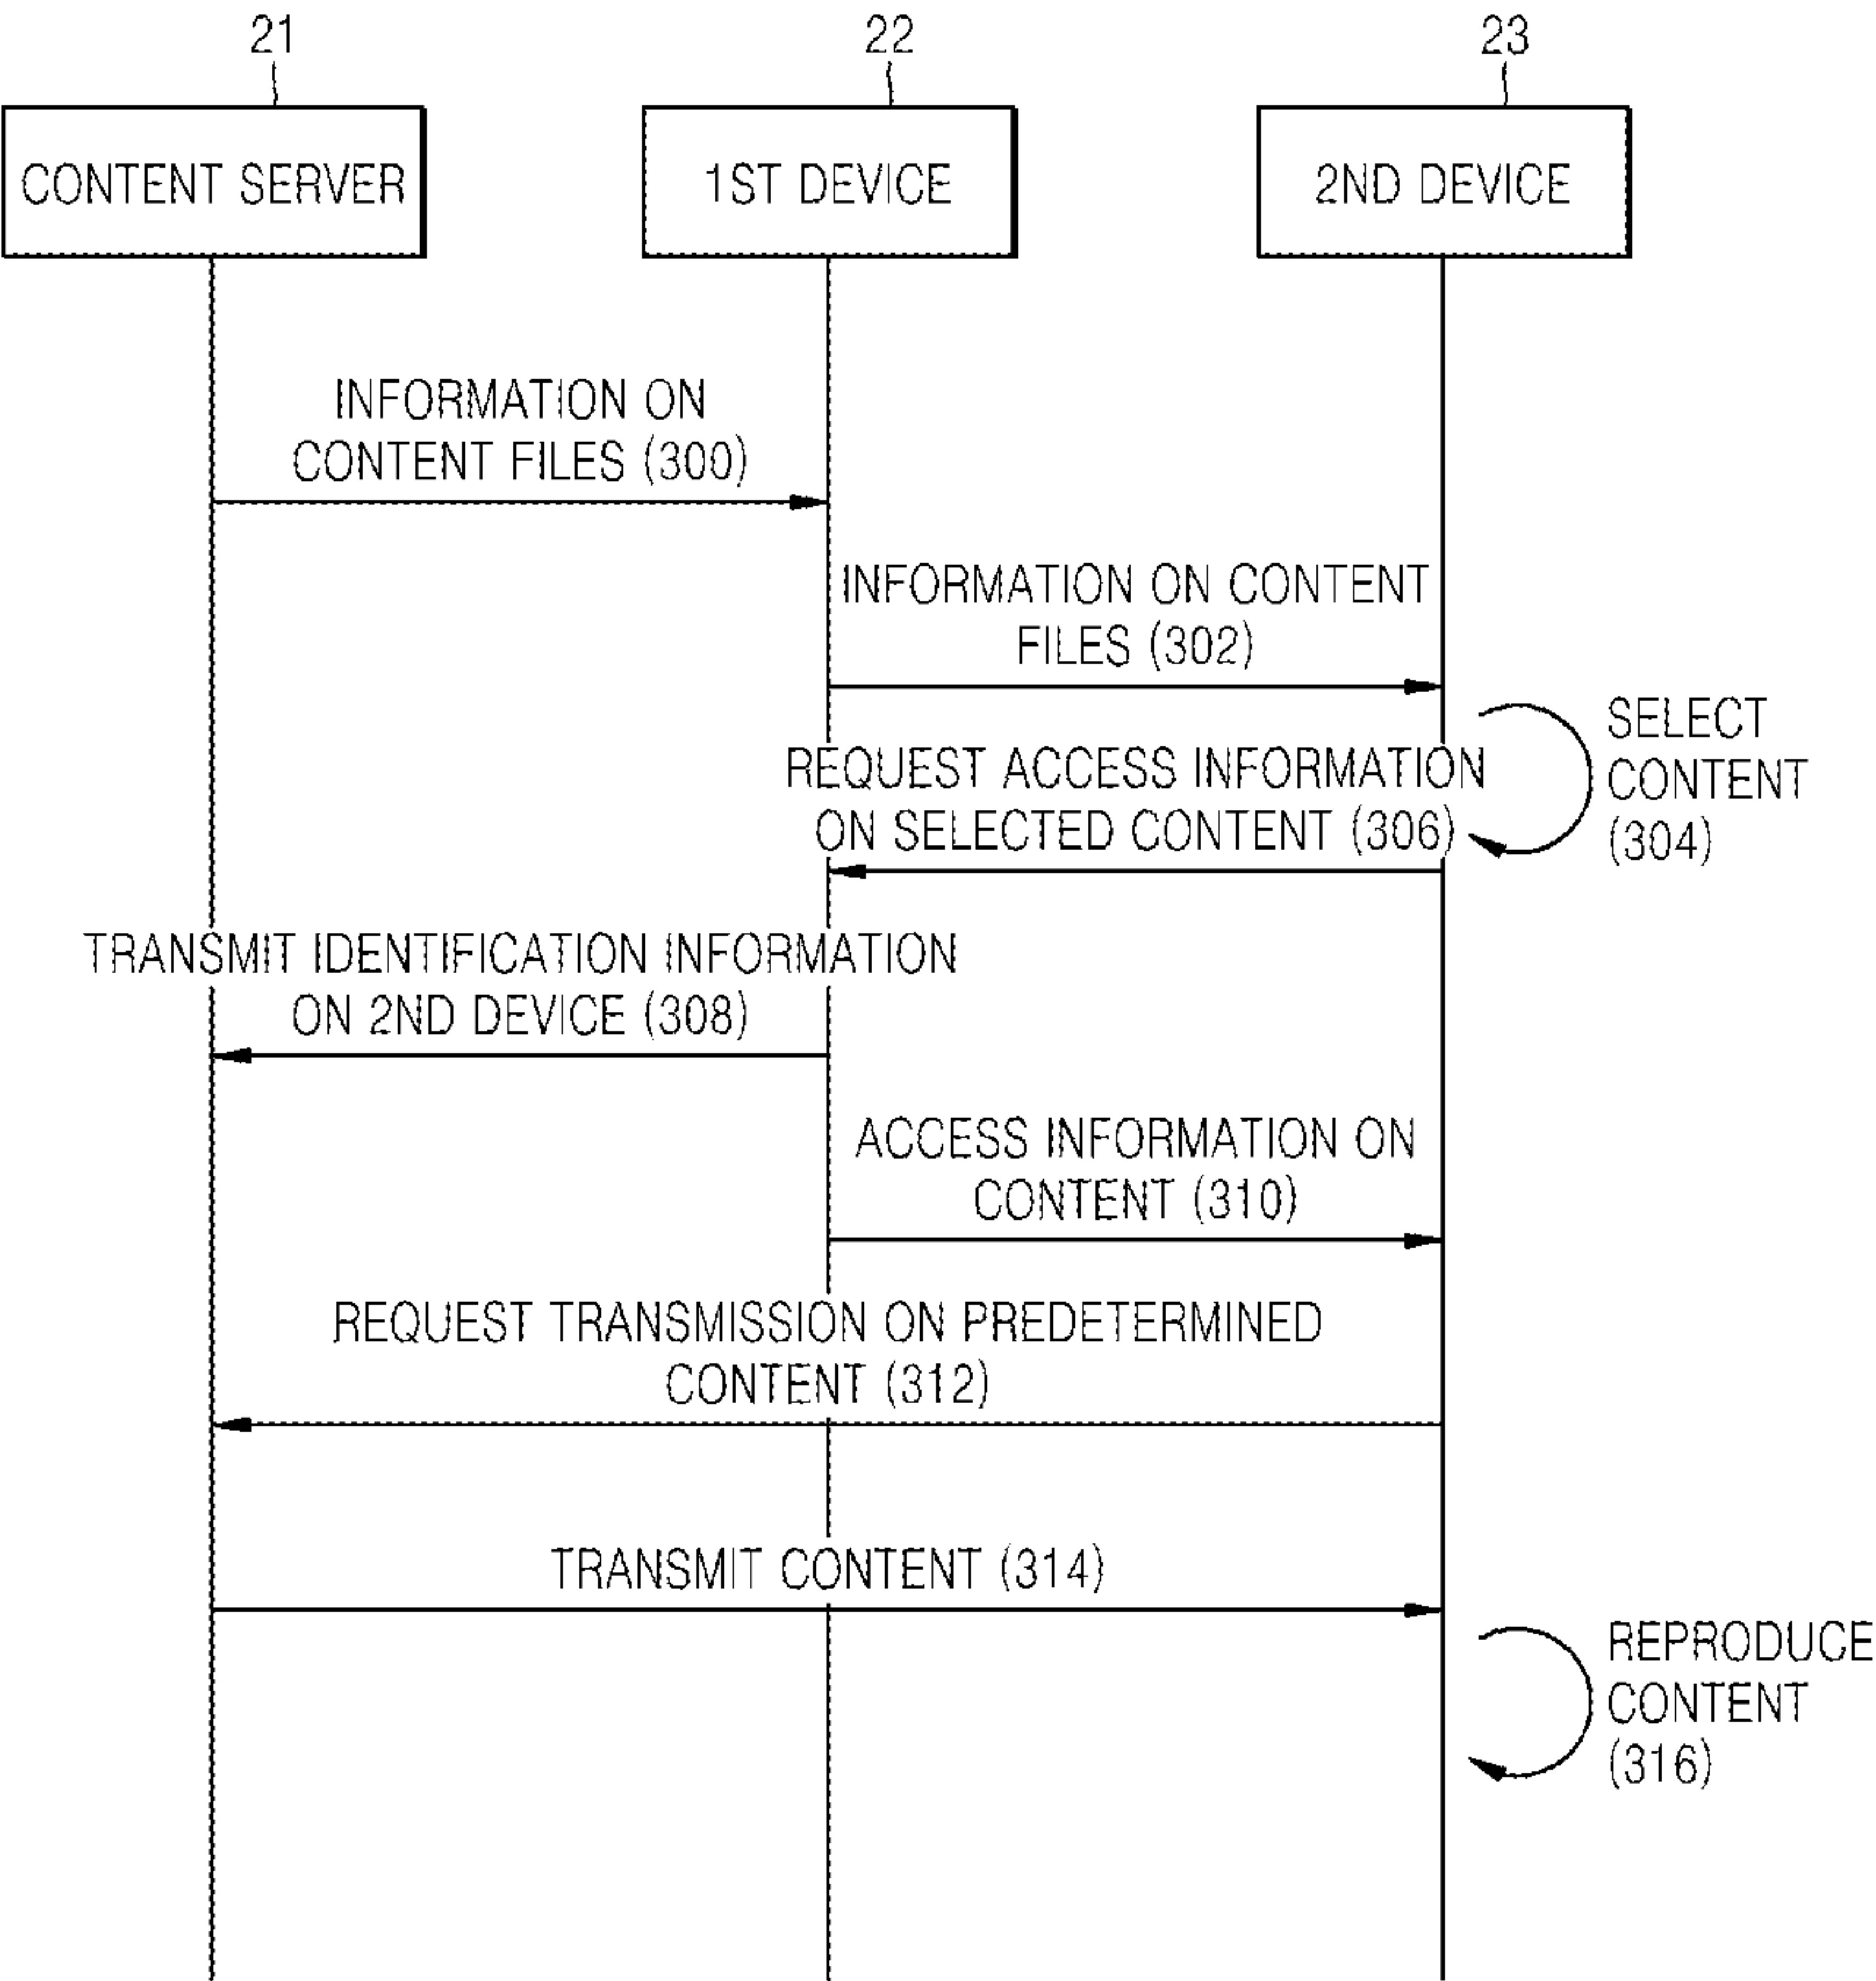 21
22
23
CONTENT SERVER
1ST DEVICE
2ND DEVICE
INFORMATION ON
CONTENT FILES (300)
INFORMATION ON CONTENT
FILES (302)
SELECT
CONTENT
(304)
REQUEST ACCESS INFORMATION
ON SELECTED CONTENT (306)
TRANSMIT IDENTIFICATION INFORMATION
ON 2ND DEVICE (308)
ACCESS INFORMATION ON
CONTENT (310)
REQUEST TRANSMISSION ON PREDETERMINED
CONTENT (312)
TRANSMIT CONTENT (314)
REPRODUCE
CONTENT
(316)